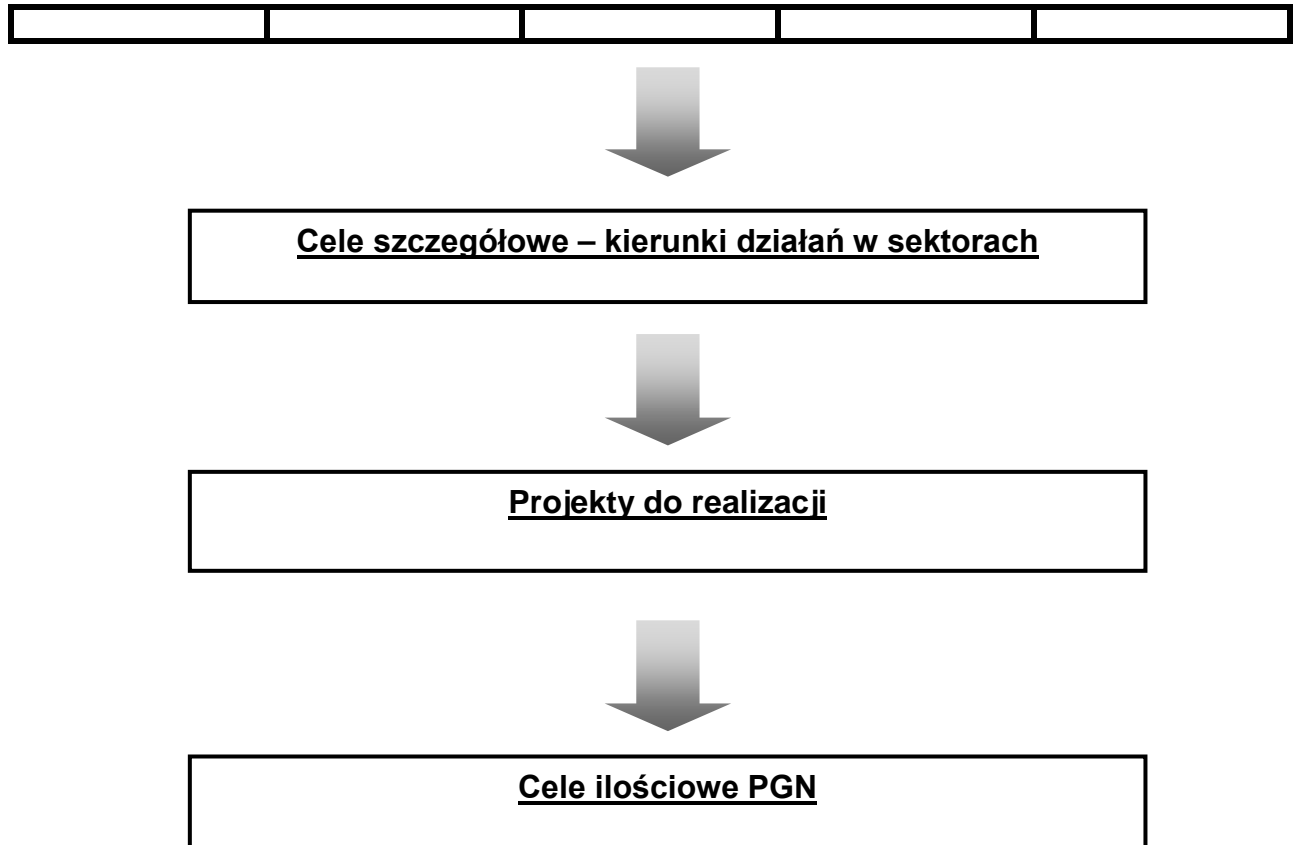 Cele szczegółowe – kierunki działań w sektorach
Projekty do realizacji
Cele ilościowe PGN